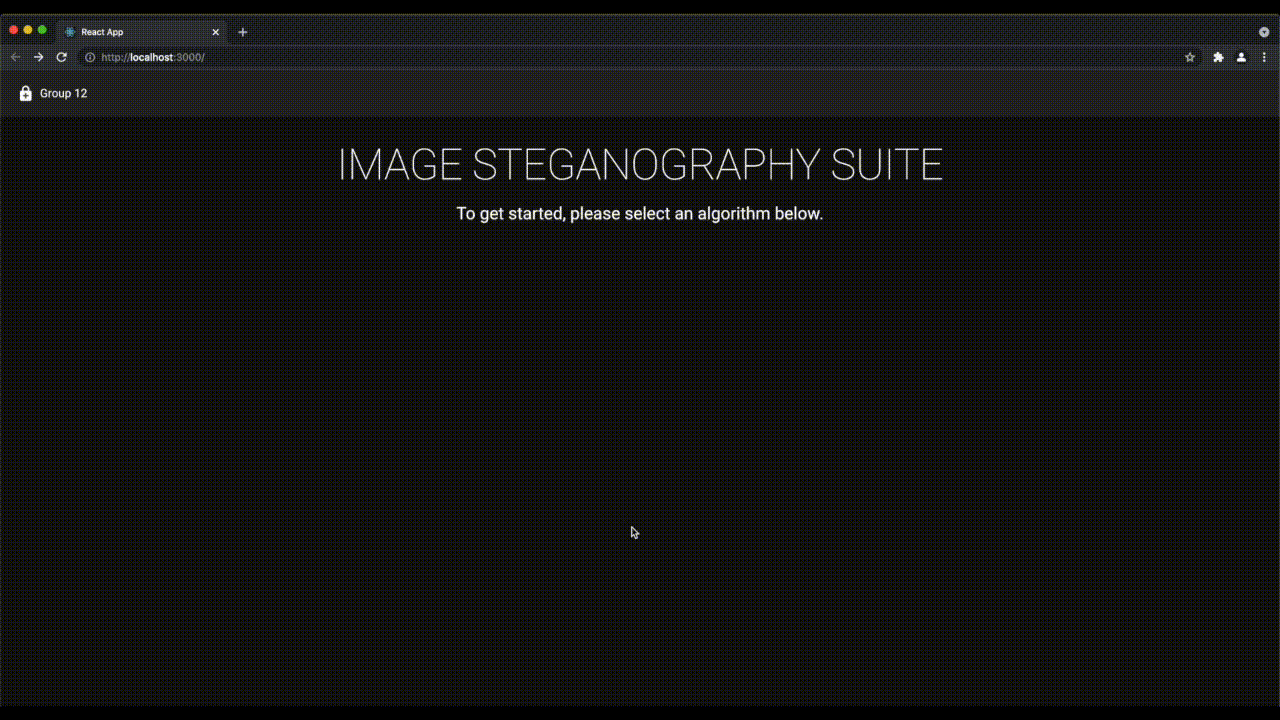 React App
http://localhost:3000/
Group 12
IMAGE STEGANOGRAPHY SUITE
To get started, please select an algorithm below.